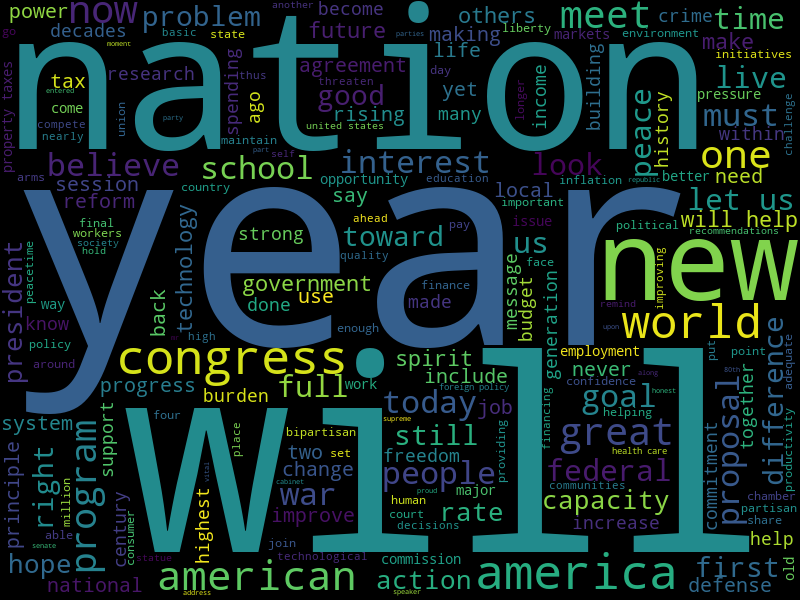 nation
year
will
new
power
now
problem
future
become
others
making
meet
crime
time
make
another
liberty
markets
environment
initiatives
moment
parties
go
decades
basic
state
research
agreement
life
tax
thus
threaten
day
yet
live
pressure
property taxes
come
entered
compete
nearly
union
spending
ago
good
rising
many
income
longer
building
peace
history
must
within
challenge
united states
party
maintain
part
self
believe
school
interest
look
one
need
better
republic
arms
session
reform
country
opportunity
education
say
inflation
important
local
let us
will help
political
recommendations
final
workers
society
hold
peacetime
technology
strong
ahead
toward
pay
issue
us
face
quality
government
done
use
finance
made
message
budget
generation
improving
remind
upon
president
way
know
policy
around
back
high
enough
world
congress
progress
burden
full
work
spirit
include
foreign policy
employment
never
confidence
along
honest
put
point
80th
adequate
goal
helping
together
difference
productivity
system
support
four
place
today
job
supreme
still
financing
great
proposal
program
right
principle
million
able
century
consumer
bipartisan
two
set
change
freedom
people
major
providing
health care
federal
communities
commitment
chamber
partisan
share
highest
vital
cabinet
war
human
proud
capacity
improve
court
decisions
rate
increase
help
hope
senate
statue
technological
join
commission
national
american
action
america
first
defense
old
address
speaker